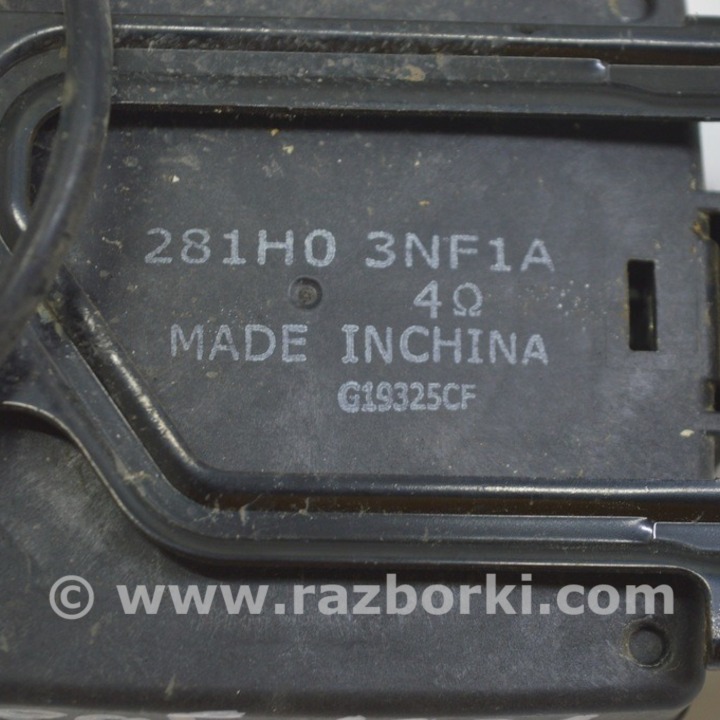 281H0 3NF1A
4Ω
MADE INCHINA
G19325CF
© www.razborki.com